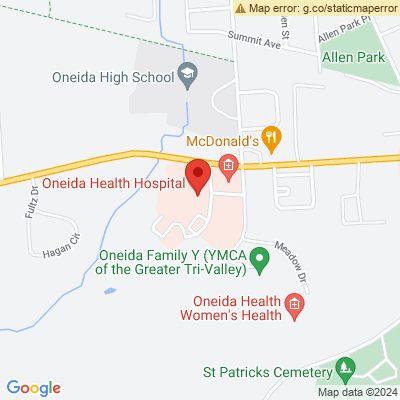 Map error: g.co/staticmaperror
Summit Ave
en St
Allen Park Pl
Allen Park
Oneida High School
McDonald's
Oneida Health Hospital
Fultz Dr
Hagan Cir
Oneida Family Y (YMCA
of the Greater Tri-Valley)
Meadow Dr
Oneida Health
Women's Health
St Patricks Cemetery
Google
Map data ©2024